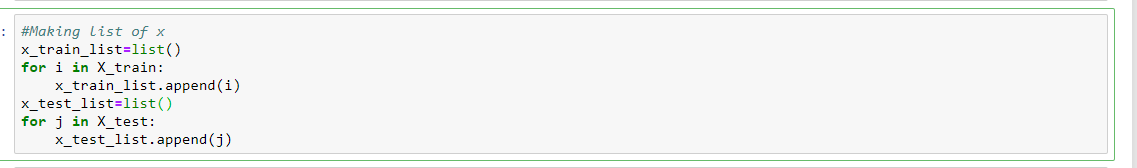 :
#Making list of x
x_train_list=list()
for i in X_train:
    x_train_list.append(i)
x_test_list=list()
for j in X_test:
    x_test_list.append(j)